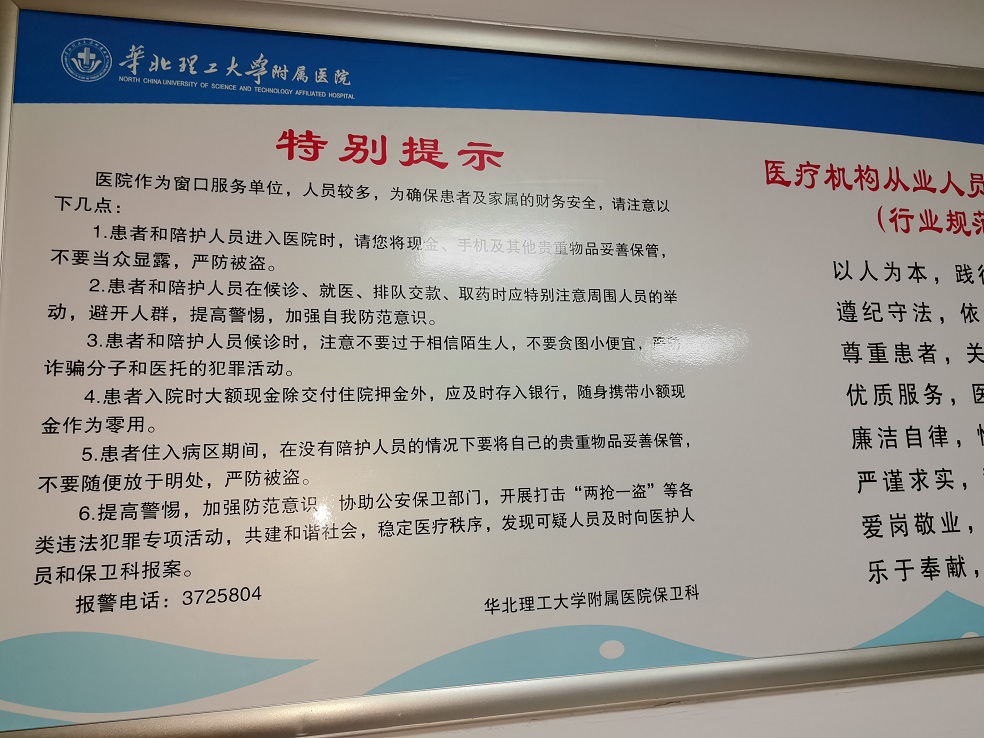 华北理工大学附属医院
NORTH CHINA UNIVERSITY OF SCIENCE AND TECHNOLOGY AFFILIATED HOSPITAL
特别提示
医院作为窗口服务单位，人员较多，为确保患者及家属的财务安全，请注意以
下几点：
1.患者和陪护人员进入医院时，请您将现金、手机及其他贵重物品妥善保管，
不要当众显露，严防被盗。
2.患者和陪护人员在候诊、就医、排队交款、取药时应特别注意周围人员的举
动，避开人群，提高警惕，加强自我防范意识。
3.患者和陪护人员候诊时，注意不要过于相信陌生人，不要贪图小便宜，
诈骗分子和医托的犯罪活动。
4.患者入院时大额现金除交付住院押金外，应及时存入银行，随身携带小额现
金作为零用。
5.患者住入病区期间，在没有陪护人员的情况下要将自己的贵重物品妥善保管，
不要随便放于明处，严防被盗。
6.提高警惕，加强防范意识，协助公安保卫部门，开展打击“两抢一盗”等各
类违法犯罪专项活动，共建和谐社会，稳定医疗秩序，发现可疑人员及时向医护人
员和保卫科报案。
报警电话：3725804
华北理工大学附属医院保卫科
医疗机构从业人员
（行业规范
以人为本，践行
遵纪守法，依
尊重患者，关
优质服务，医
廉洁自律，
严谨求实，
爱岗敬业，
乐于奉献，